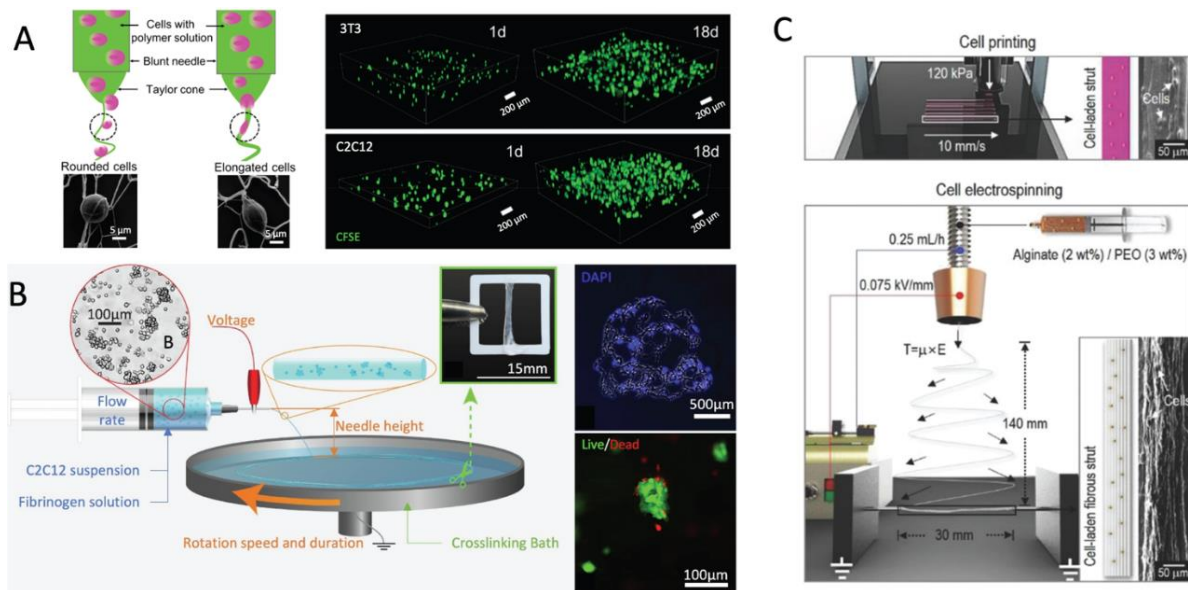 A
Cells with
polymer solution
Blunt needle
Taylor cone
Rounded cells
Elongated cells
5 µm
5 µm
3T3
1d
18d
200 µm
200 µm
C2C12
1d
18d
CFSE
200 µm
200 µm
B
100µm
B
Voltage
Flow
rate
Needle height
C2C12 suspension
Fibrinogen solution
Rotation speed and duration
Crosslinking Bath
15mm
DAPI
500µm
Live/Dead
100µm
C
Cell printing
120 kPa
10 mm/s
Cell-laden strut
Cells
50 µm
Cell electrospinning
0.25 mL/h
Alginate (2 wt%) / PEO (3 wt%)
0.075 kV/mm
T=µ×E
140 mm
30 mm
Cell-laden fibrous strut
Cells
50 µm